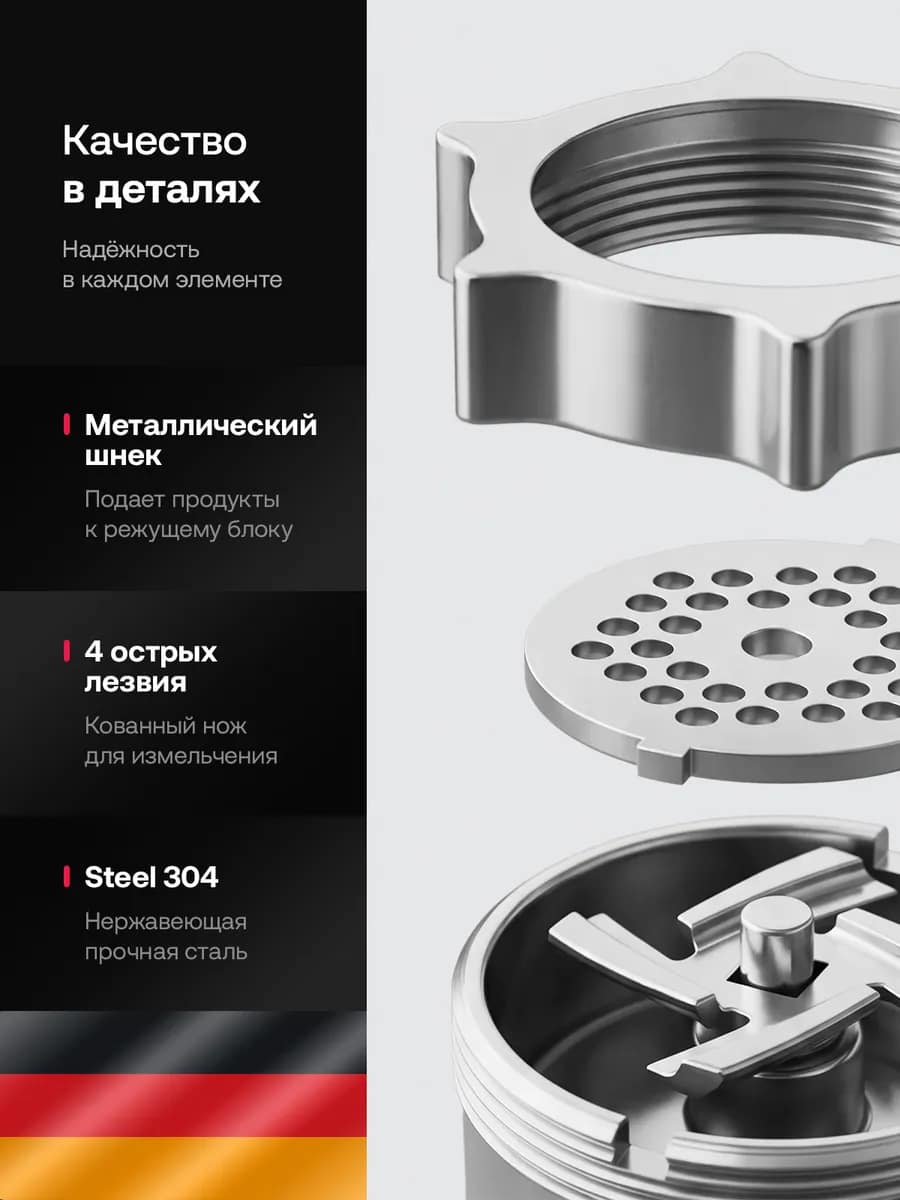 Качество
в деталях
Надёжность
в каждом элементе
Металлический
шнек
Подает продукты
к режущему блоку
4 острых
лезвия
Кованный нож
для измельчения
Steel 304
Нержавеющая
прочная сталь